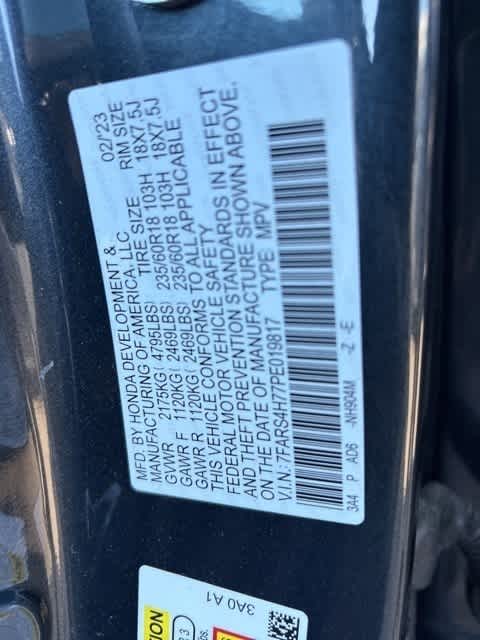 MFD. BY HONDA DEVELOPMENT & 02/'23
MANUFACTURING OF AMERICA, LLC
TIRE SIZE RIM SIZE
GVWR 2175KG( 4795LBS)
GAWR F 1120KG( 2469LBS) 235/60R18 103H 18X7.5J
GAWR R 1120KG( 2469LBS) 235/60R18 103H 18X7.5J
THIS VEHICLE CONFORMS TO ALL APPLICABLE
FEDERAL MOTOR VEHICLE SAFETY
AND THEFT PREVENTION STANDARDS IN EFFECT
ON THE DATE OF MANUFACTURE SHOWN ABOVE.
V.I.N.: 7FARS4H77PE019817 TYPE: MPV
3A4 P AD6 -NH904M -Z -E
3A0 A1